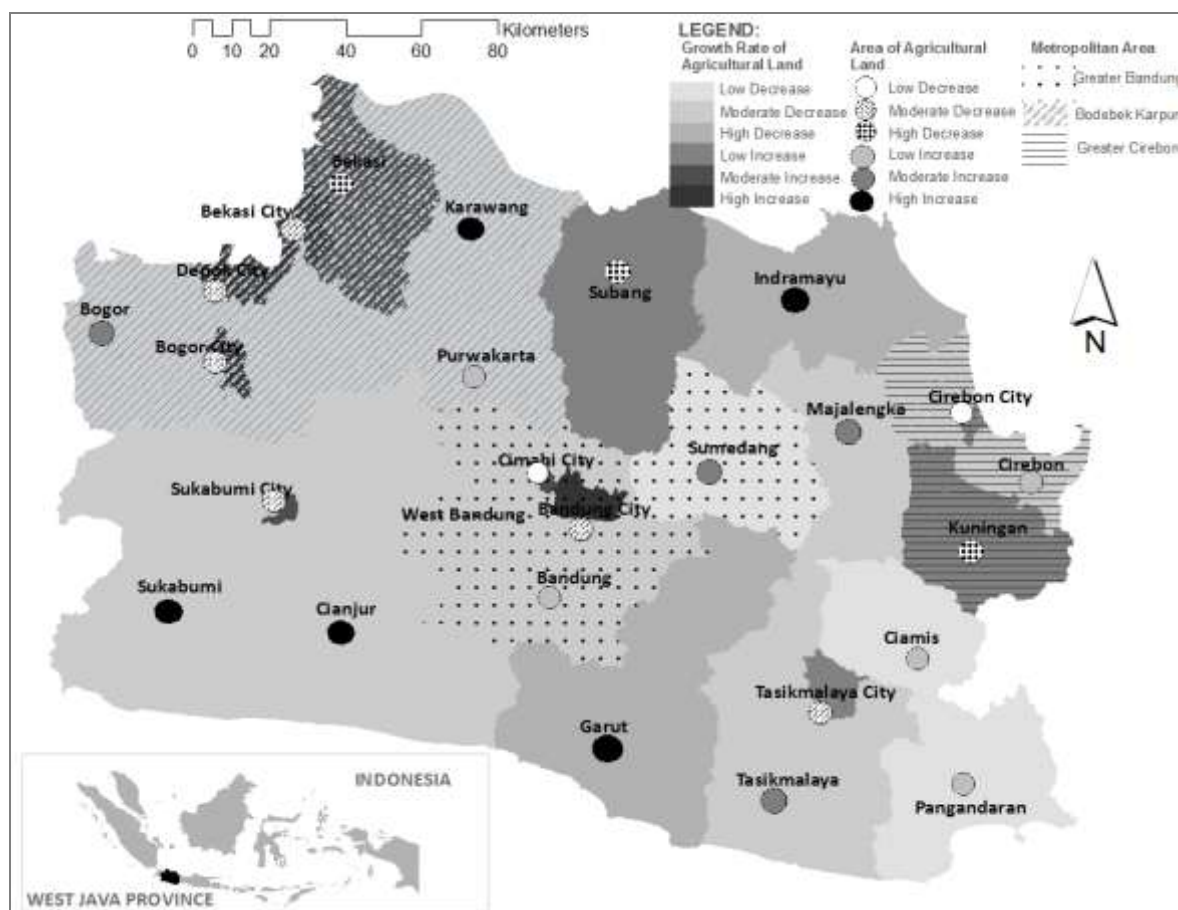 Kilometers
0 10 20 40 60 80
LEGEND:
Growth Rate of
Agricultural Land
Low Decrease
Moderate Decrease
High Decrease
Low Increase
Moderate Increase
High Increase
Area of Agricultural
Land
Low Decrease
Moderate Decrease
High Decrease
Low Increase
Moderate Increase
High Increase
Metropolitan Area
Greater Bandung
Bodebek Karpur
Greater Cirebon
Bekasi
Bekasi City
Karawang
Depok City
Subang
Indramayu
Bogor
Bogor City
Purwakarta
N
Majalengka
Cirebon City
Cimahi City
Sumedang
Cirebon
Sukabumi City
West Bandung
Bandung City
Kuningan
Sukabumi
Cianjur
Bandung
Ciamis
Tasikmalaya City
Garut
Tasikmalaya
Pangandaran
INDONESIA
WEST JAVA PROVINCE